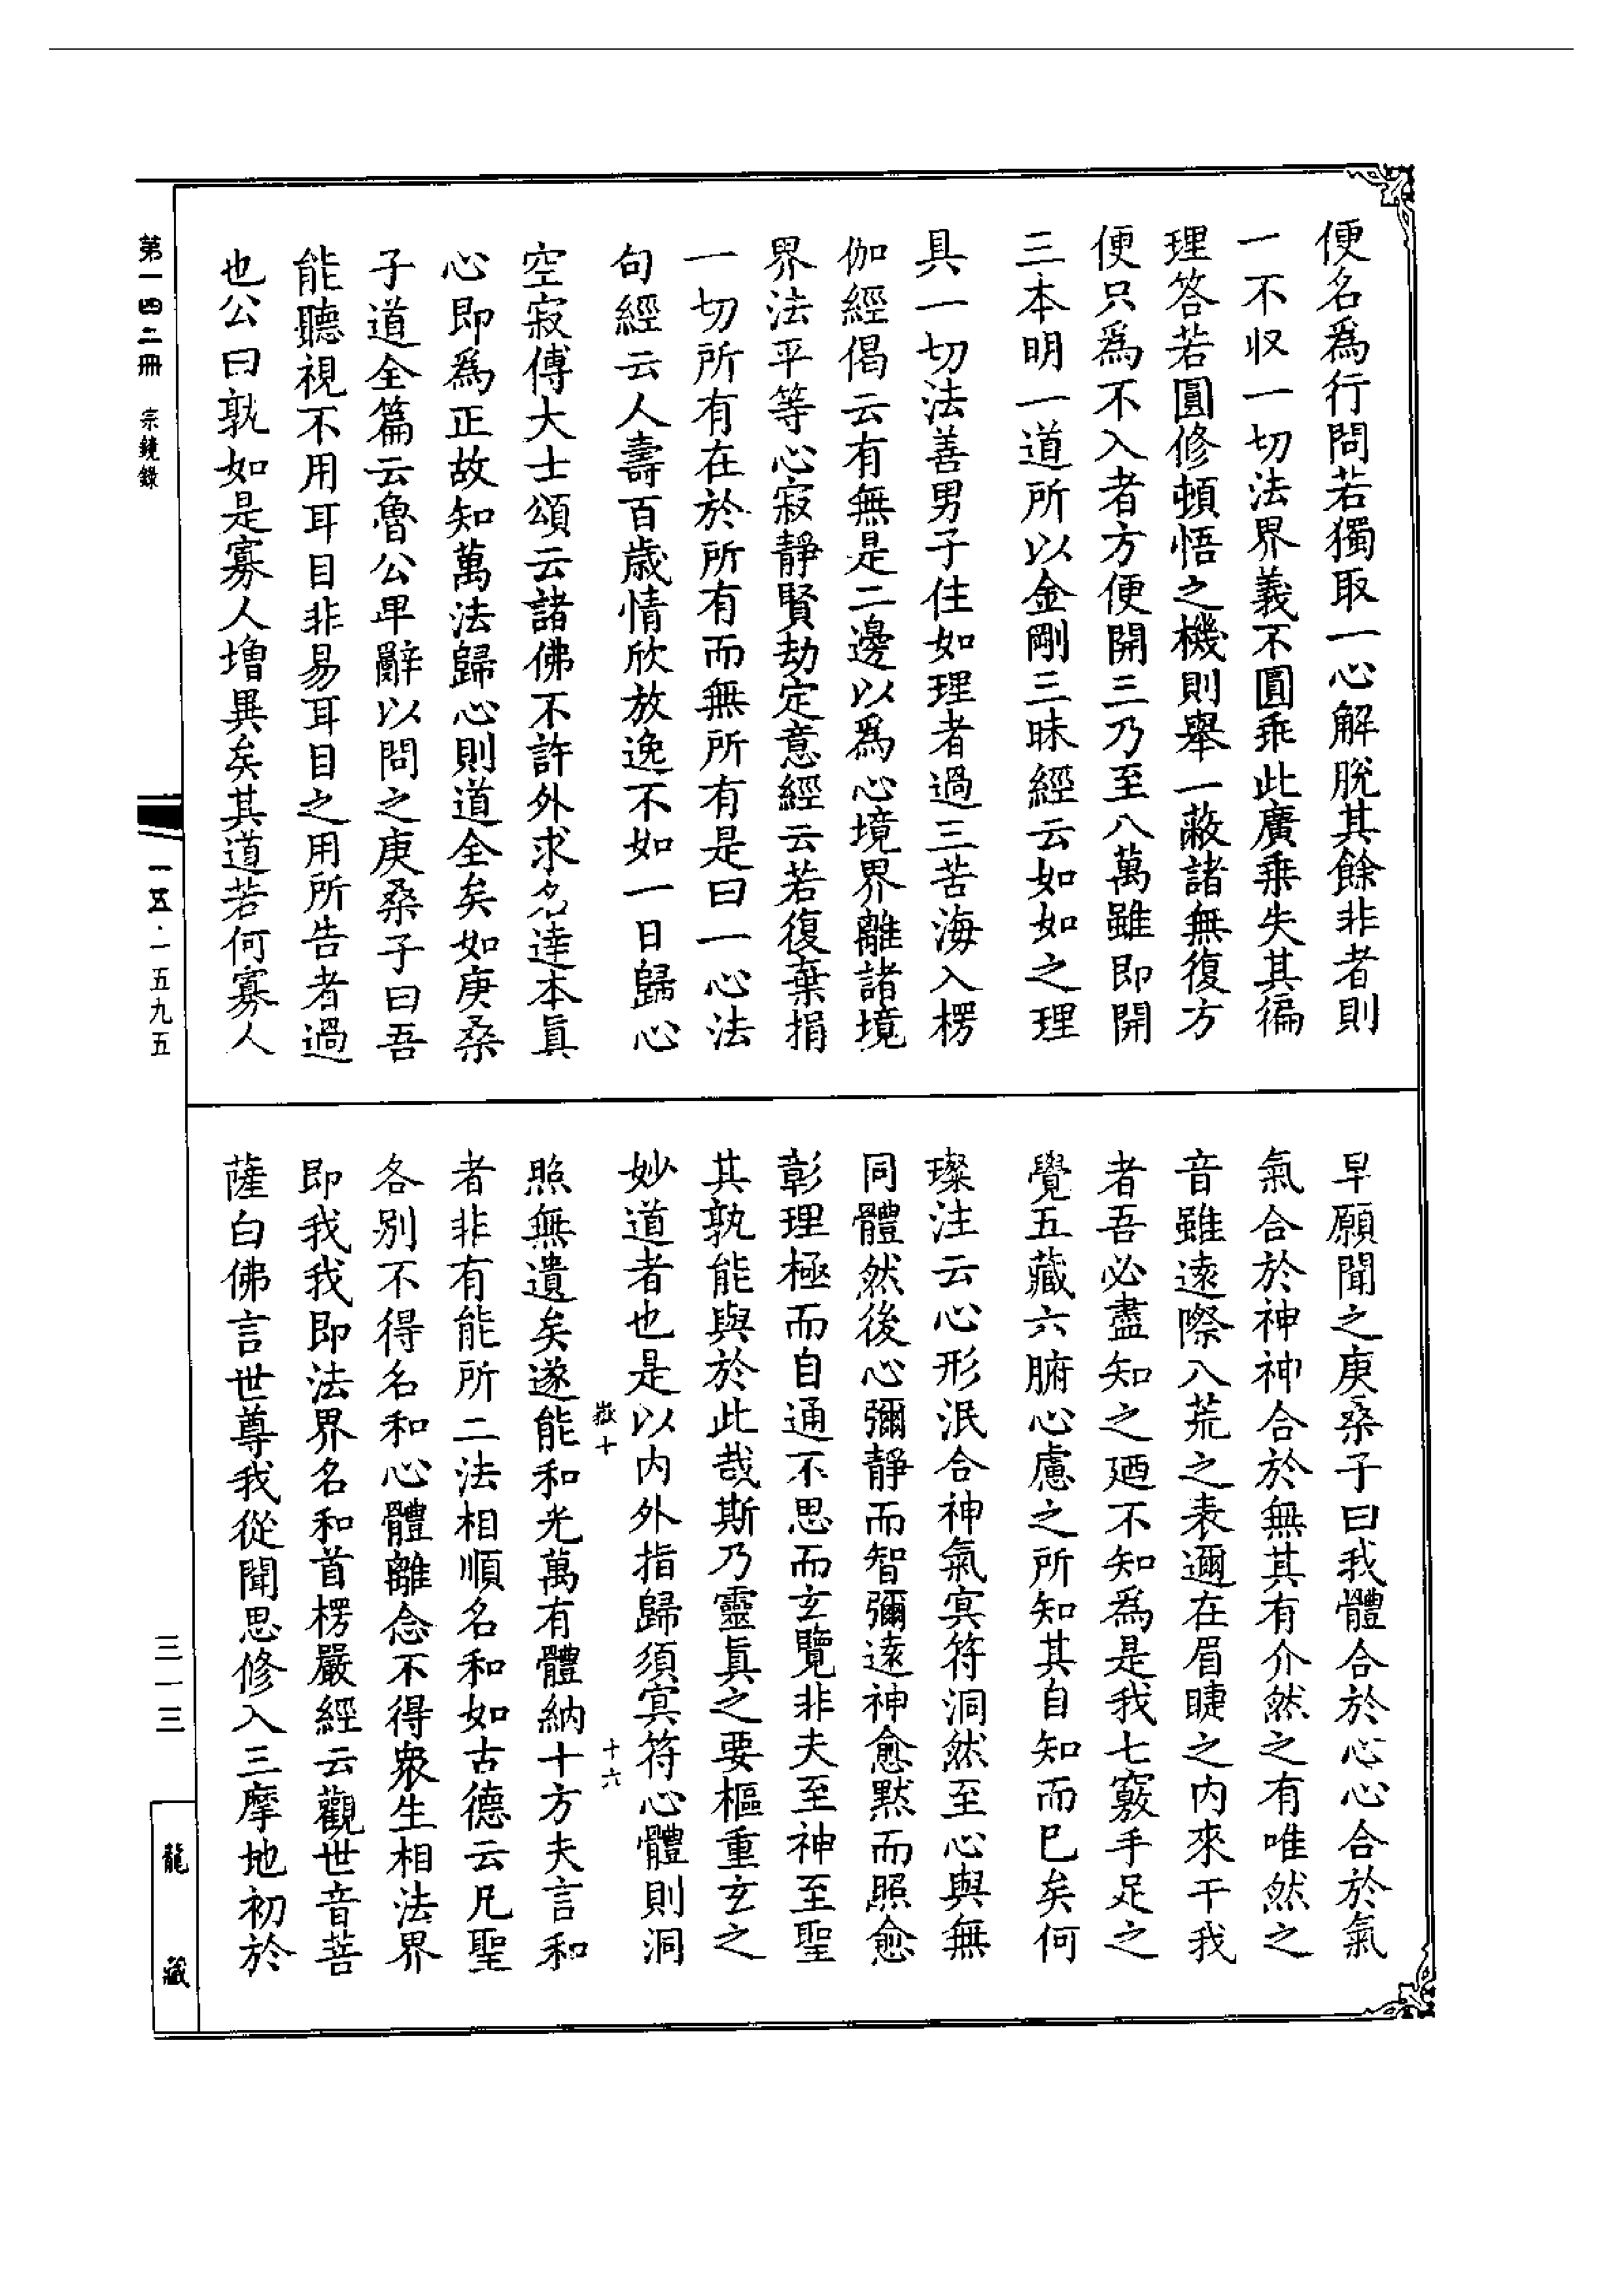 便名爲行問若獨取一心解脫其餘非者則
一不收一切法界義不圓乖此廣乗失其徧
理答若圓修頓悟之機則舉一蔽諸無復方
便只爲不入者方便開三乃至八萬雖即開
三本明一道所以金剛三昧經云如如之理
具一切法善男子住如理者過三苦海入楞
伽經偈云有無是二邊以爲心境界離諸境
界法平等心寂靜賢劫定意經云若復棄捐
一切所有在於所有而無所有是曰一心法
句經云人壽百歲情欣放逸不如一日歸心
空寂傅大士頌云諸佛不許外求名達本真
心即爲正故知萬法歸心則道全矣如庚桑
子道全篇云魯公卑辭以問之庚桑子曰吾
能聽視不用耳目非易耳目之用所告者過
也公曰孰如是寡人增異矣其道若何寡人
早願聞之庚桑子曰我體合於心心合於氣
氣合於神神合於無其有介然之有唯然之
音雖遠際八荒之表邇在眉睫之内來干我
者吾必盡知之廼不知爲是我七竅手足之
覺五藏六腑心慮之所知其自知而已矣何
璨注云心形泯合神氣冥符洞然至心與無
同體然後心彌靜而智彌遠神愈默而照愈
彰理極而自通不思而玄覽非夫至神至聖
其孰能與於此哉斯乃靈真之要樞重玄之
妙道者也是以内外指歸須冥符心體則洞
嶽十 十六
照無遺矣遂能和光萬有體納十方夫言和
者非有能所二法相順名和如古德云凡聖
各別不得名和心體離念不得衆生相法界
即我我即法界名和首楞嚴經云觀世音菩
薩白佛言世尊我從聞思修入三摩地初於
第一四二冊 宗鏡錄
一五·一五九五
三一三
龍藏